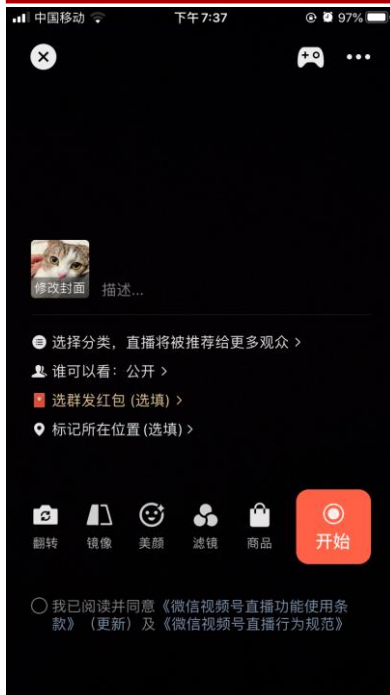 中国移动 下午7:37 97%
修改封面 描述...
选择分类，直播将被推荐给更多观众 >
谁可以看：公开 >
选群发红包 (选填) >
标记所在位置 (选填) >
翻转 镜像 美颜 滤镜 商品 开始
我已阅读并同意《微信视频号直播功能使用条
款》（更新）及《微信视频号直播行为规范》